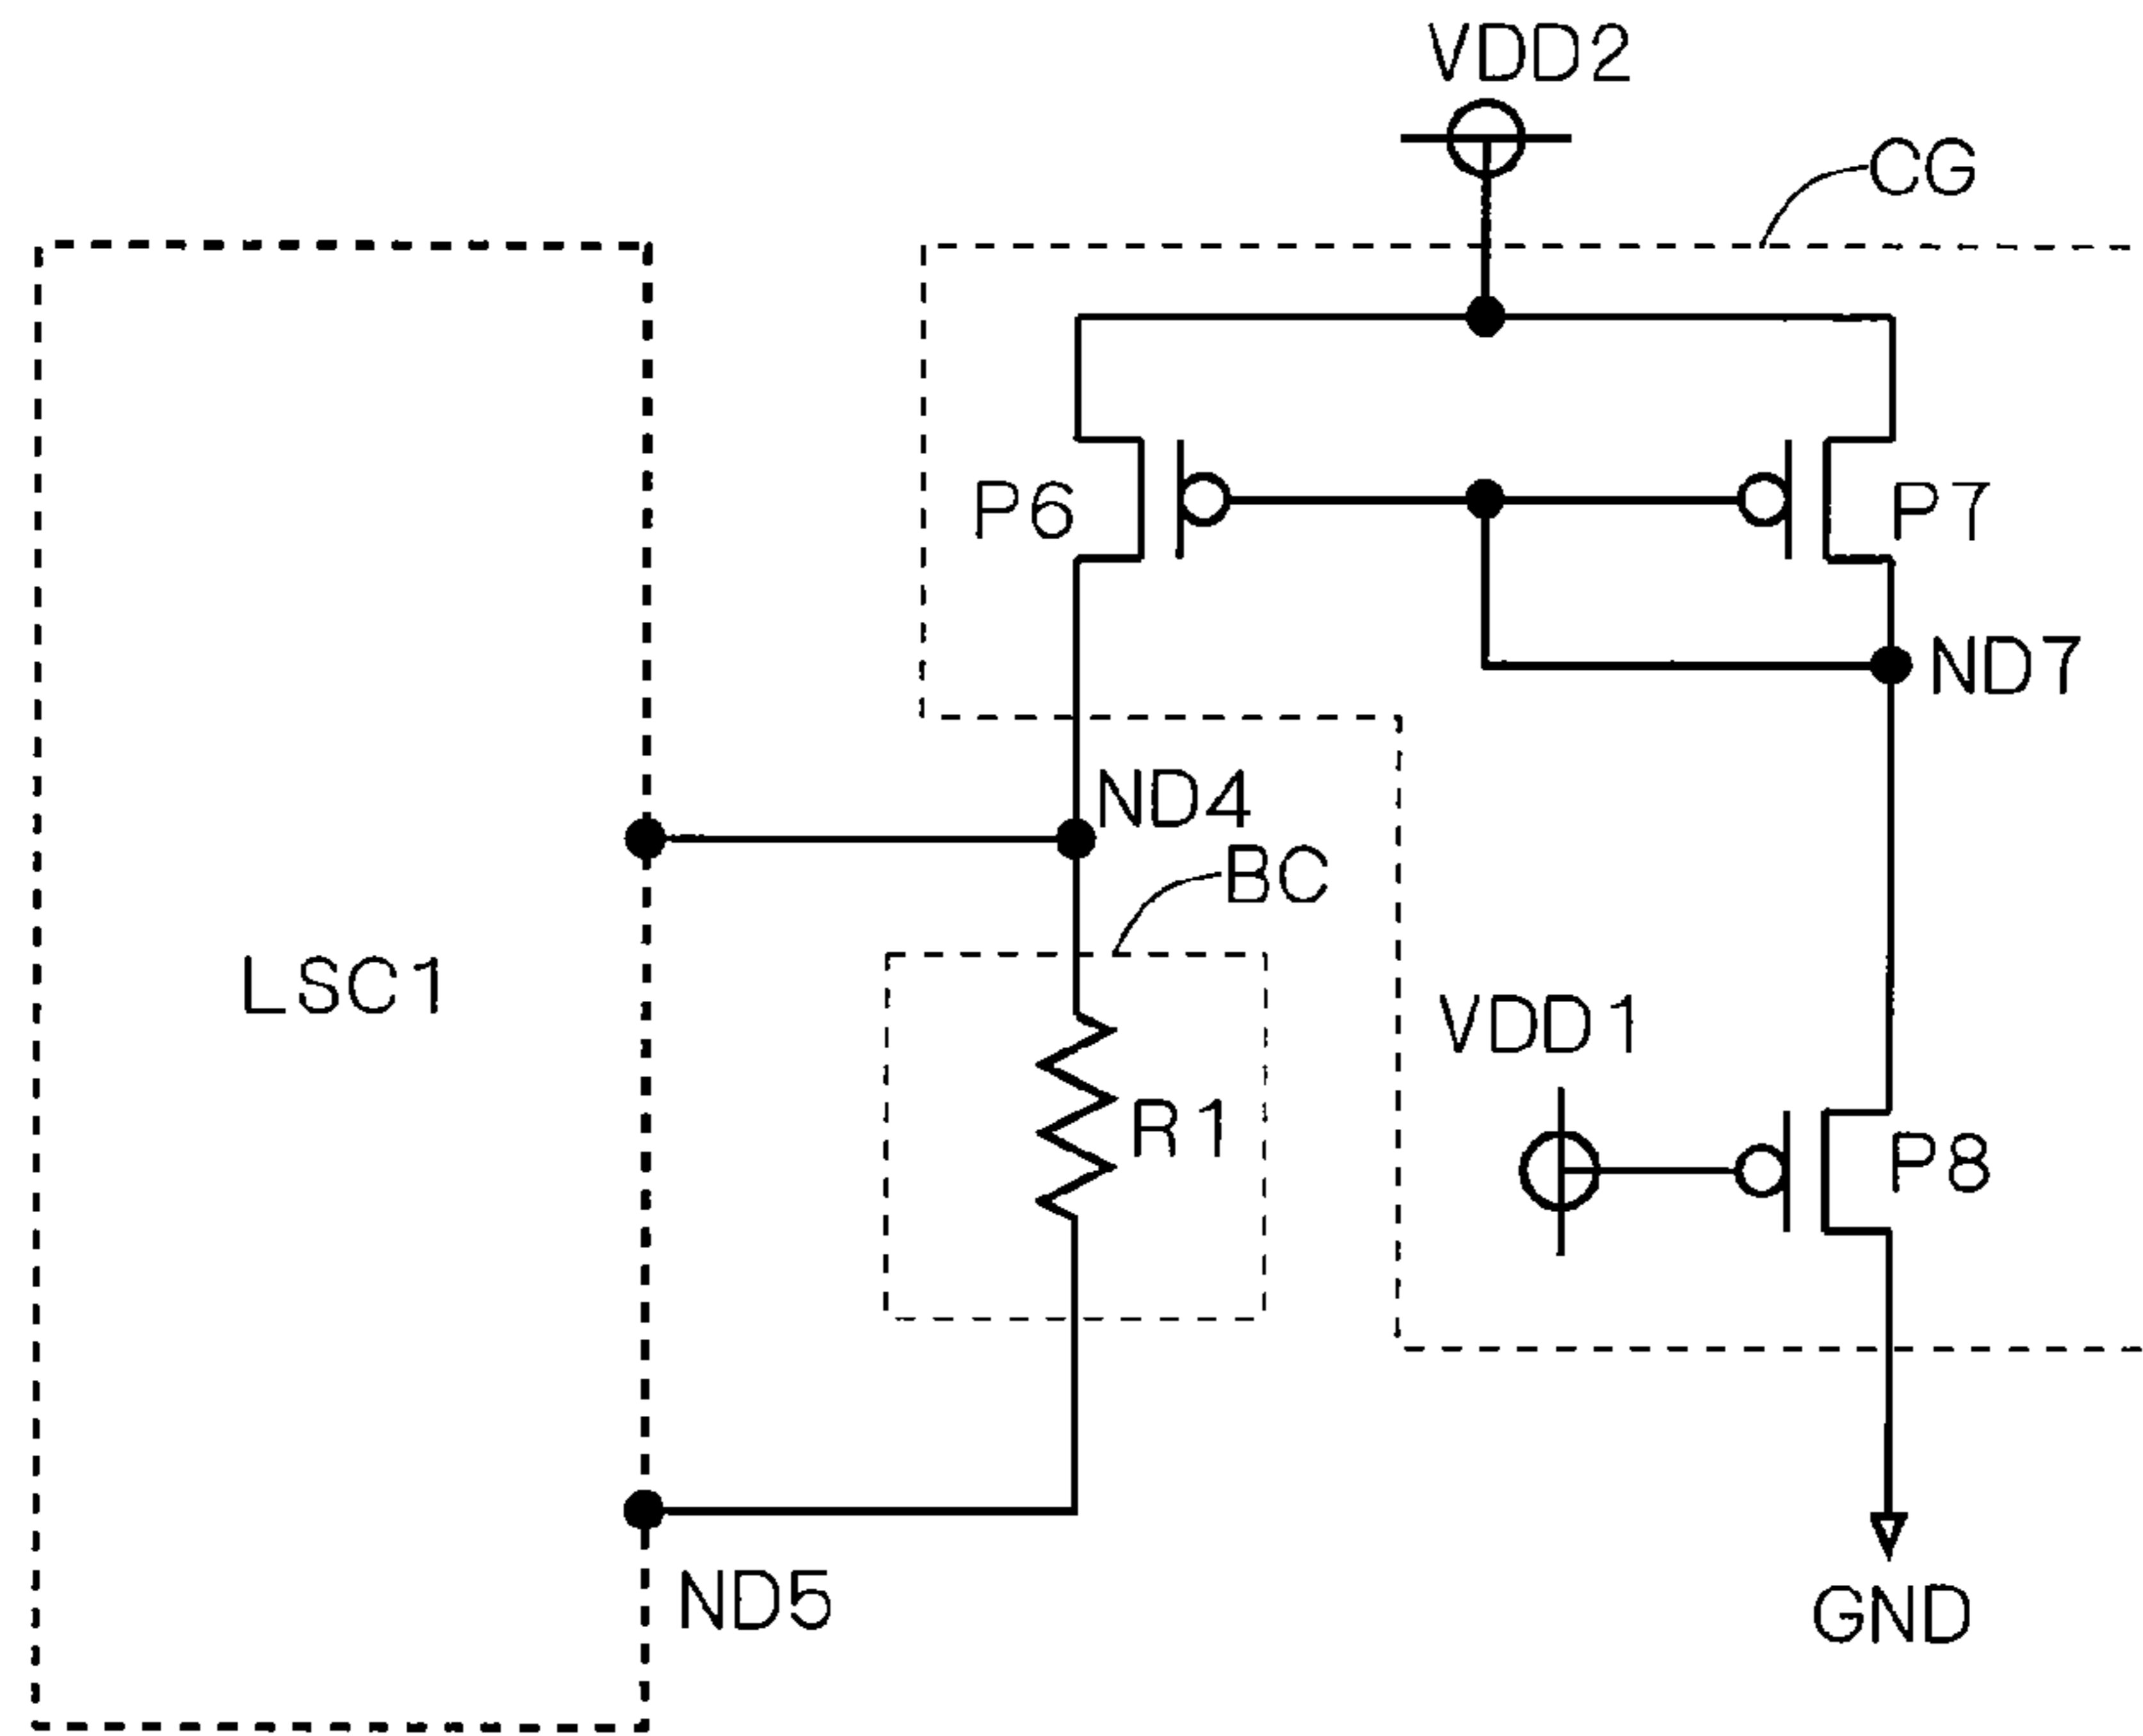 VDD2
CG
P6
P7
ND7
ND4
BC
LSC1
VDD1
R1
P8
ND5
GND